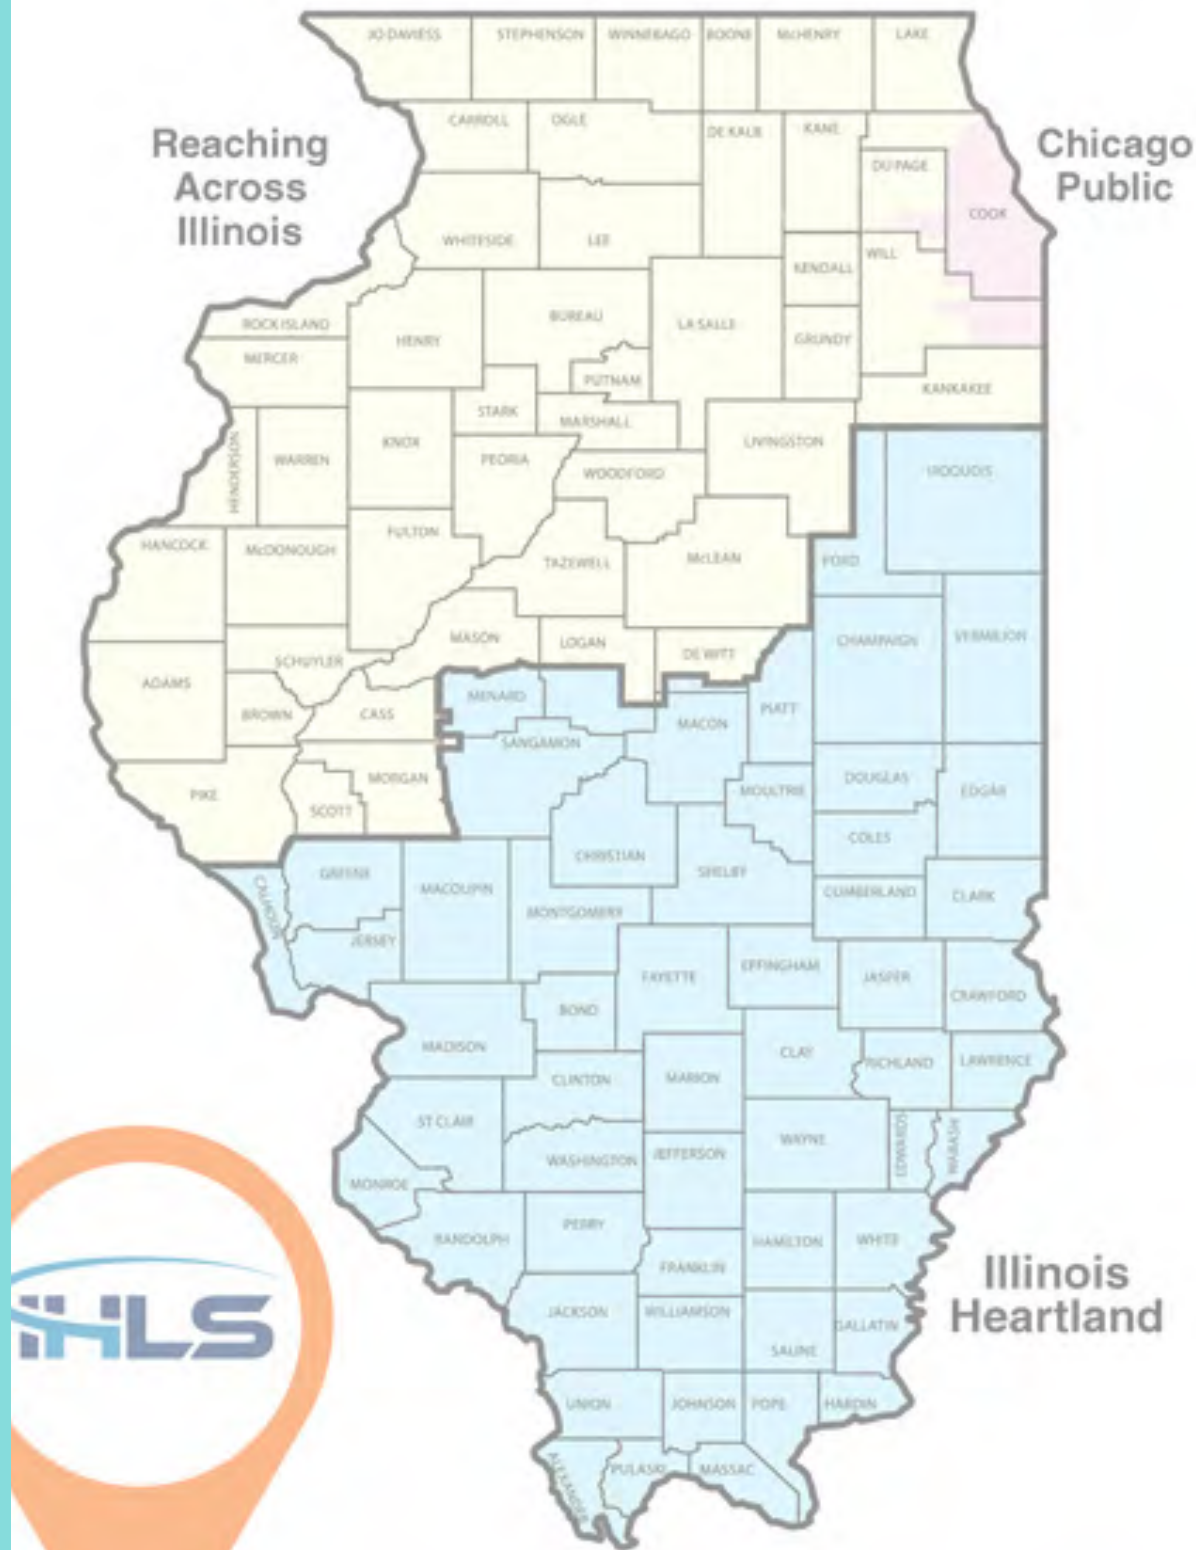 JO DAVIESS
STEPHENSON
WINNEBAGO
BOONE
McHENRY
LAKE
CARROLL
OGLE
DE KALB
KANE
Reaching
Across
Illinois
Chicago
Public
DU PAGE
COOK
WHITESIDE
LEE
WILL
KENDALL
ROCK ISLAND
HENRY
BUREAU
LA SALLE
GRUNDY
MERCER
PUTNAM
KANKAKEE
STARK
MARSHALL
KNOX
LIVINGSTON
HENDERSON
WARREN
PEORIA
WOODFORD
IROQUOIS
HANCOCK
McDONOUGH
FULTON
TAZEWELL
McLEAN
FORD
MASON
LOGAN
DE WITT
CHAMPAIGN
VERMILION
SCHUYLER
ADAMS
BROWN
CASS
MENARD
MACON
PIATT
SANGAMON
PIKE
SCOTT
MORGAN
MOULTRIE
DOUGLAS
EDGAR
COLES
CHRISTIAN
SHELBY
GREENE
MACOUPIN
CALHOUN
MONTGOMERY
CUMBERLAND
CLARK
JERSEY
FAYETTE
EFFINGHAM
JASPER
CRAWFORD
BOND
MADISON
CLINTON
MARION
CLAY
RICHLAND
LAWRENCE
ST CLAIR
WAYNE
EDWARDS
WABASH
WASHINGTON
JEFFERSON
MONROE
RANDOLPH
PERRY
HAMILTON
WHITE
FRANKLIN
Illinois
Heartland
IHLS
JACKSON
WILLIAMSON
SALINE
GALLATIN
UNION
JOHNSON
POPE
HARDIN
ALEXANDER
PULASKI
MASSAC